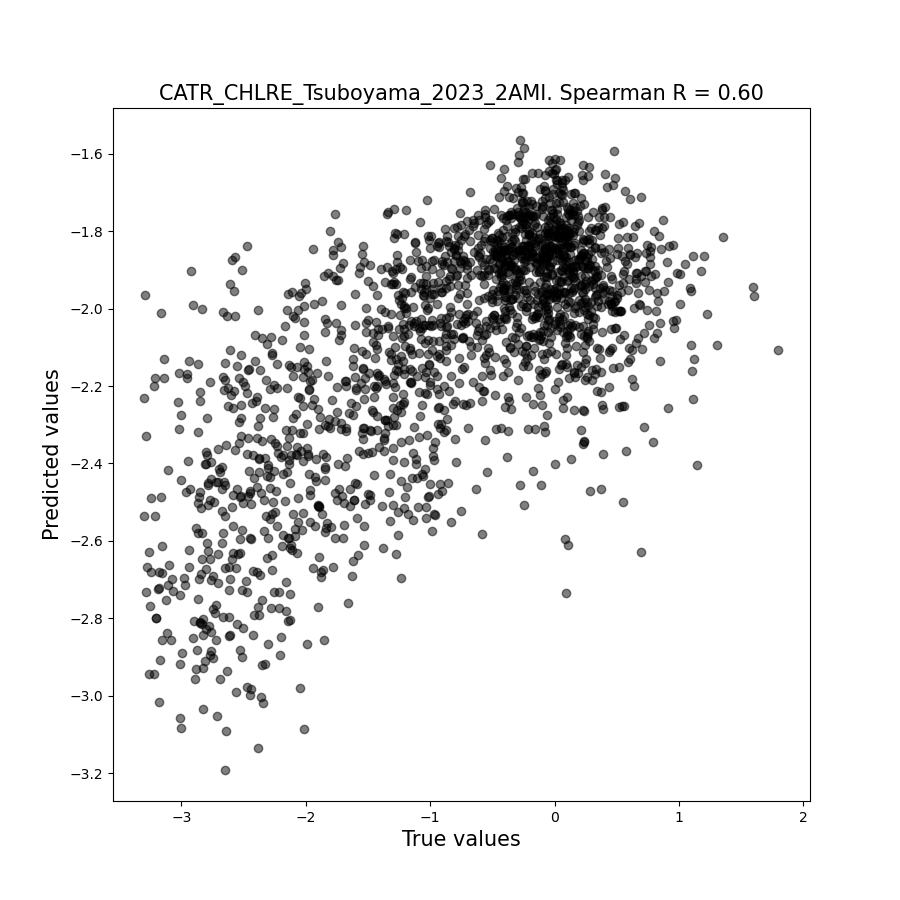 CATR_CHLRE_Tsuboyama_2023_2AMI. Spearman R = 0.60
−1.6
−1.8
−2.0
−2.2
−2.4
−2.6
−2.8
−3.0
−3.2
Predicted values
−3 −2 −1 0 1 2
True values